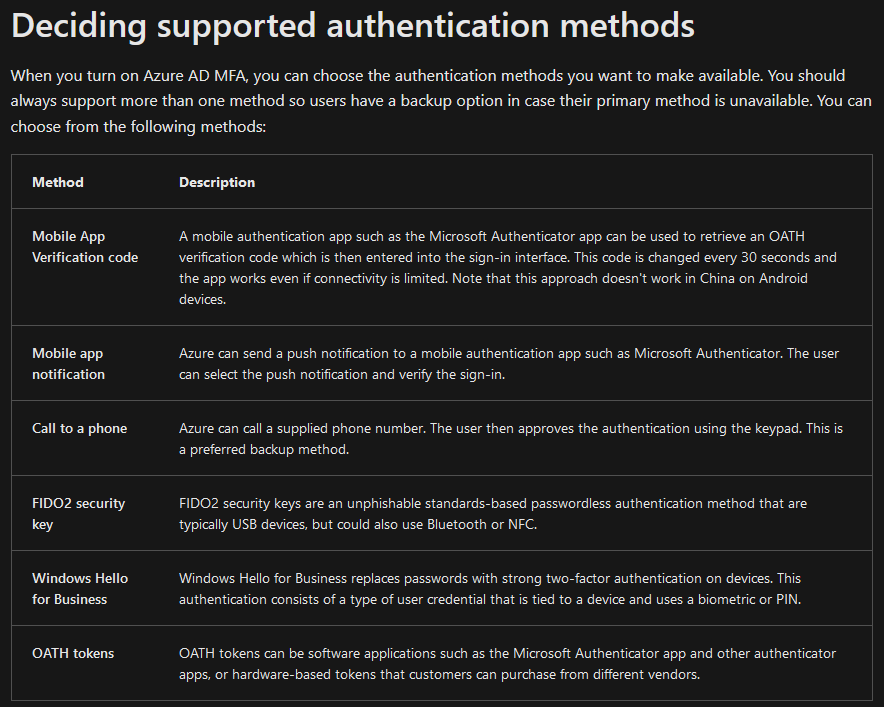 Deciding supported authentication methods
When you turn on Azure AD MFA, you can choose the authentication methods you want to make available. You should
always support more than one method so users have a backup option in case their primary method is unavailable. You can
choose from the following methods:
Method
Description
Mobile App
Verification code
A mobile authentication app such as the Microsoft Authenticator app can be used to retrieve an OATH
verification code which is then entered into the sign-in interface. This code is changed every 30 seconds and
the app works even if connectivity is limited. Note that this approach doesn't work in China on Android
devices.
Mobile app
notification
Azure can send a push notification to a mobile authentication app such as Microsoft Authenticator. The user
can select the push notification and verify the sign-in.
Call to a phone
Azure can call a supplied phone number. The user then approves the authentication using the keypad. This is
a preferred backup method.
FIDO2 security
key
FIDO2 security keys are an unphishable standards-based passwordless authentication method that are
typically USB devices, but could also use Bluetooth or NFC.
Windows Hello
for Business
Windows Hello for Business replaces passwords with strong two-factor authentication on devices. This
authentication consists of a type of user credential that is tied to a device and uses a biometric or PIN.
OATH tokens
OATH tokens can be software applications such as the Microsoft Authenticator app and other authenticator
apps, or hardware-based tokens that customers can purchase from different vendors.